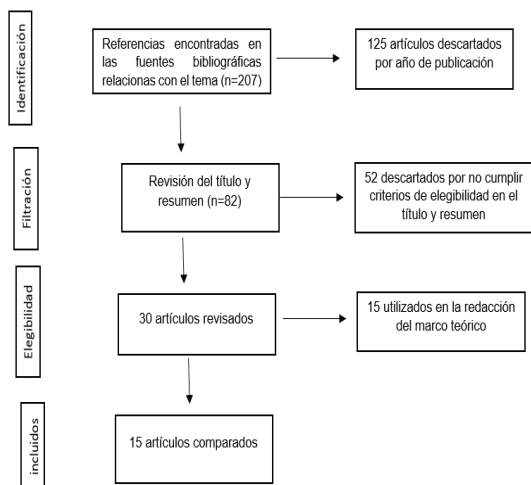 Identificación
Referencias encontradas en
las fuentes bibliográficas
relacionas con el tema (n=207)
125 artículos descartados
por año de publicación
Filtración
Revisión del título y
resumen (n=82)
52 descartados por no cumplir
criterios de elegibilidad en el
título y resumen
Elegibilidad
30 artículos revisados
15 utilizados en la redacción
del marco teórico
incluidos
15 artículos comparados